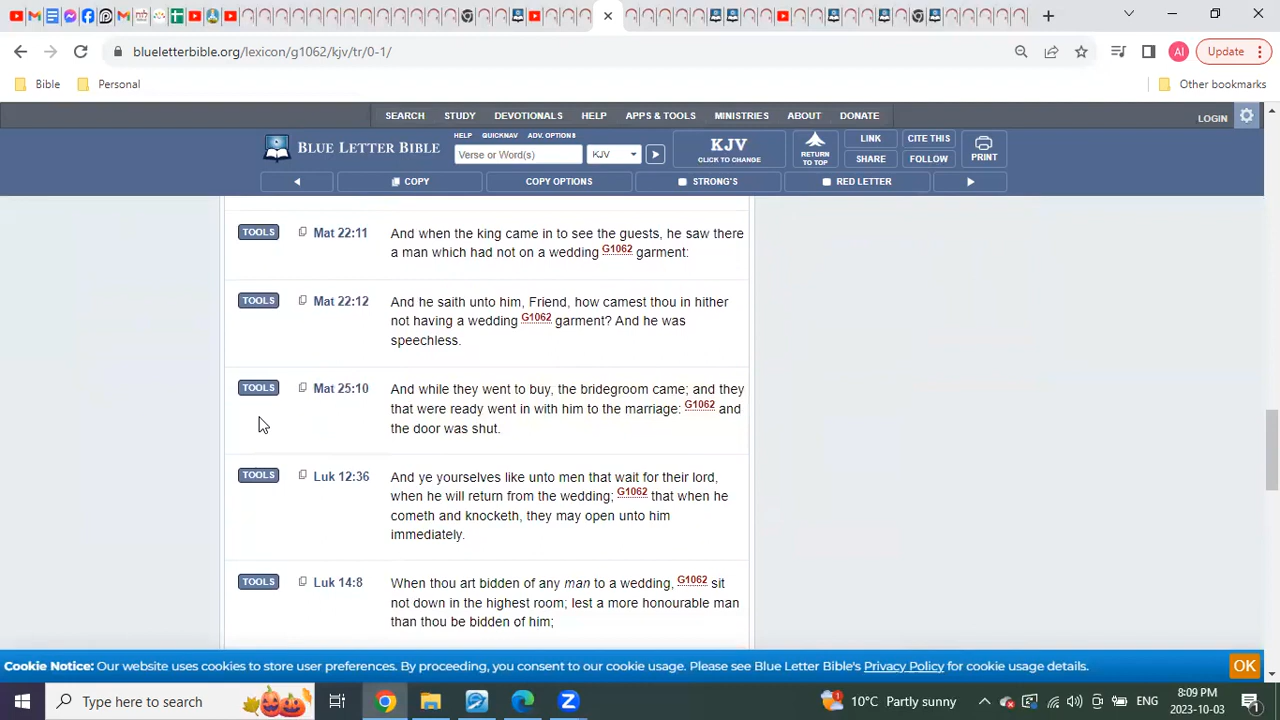 blueletterbible.org/lexicon/g1062/kjv/tr/0-1/
AI
Update
Bible
Personal
Other bookmarks
SEARCH STUDY DEVOTIONALS HELP APPS & TOOLS MINISTRIES ABOUT DONATE
LOGIN
BLUE LETTER BIBLE
HELP QUICKNAV ADV. OPTIONS
Verse or Word(s)
KJV
KJV
CLICK TO CHANGE
RETURN
TO TOP
LINK
CITE THIS
SHARE
FOLLOW
PRINT
COPY
COPY OPTIONS
STRONG'S
RED LETTER
TOOLS Mat 22:11 And when the king came in to see the guests, he saw there
a man which had not on a wedding G1062 garment:
TOOLS Mat 22:12 And he saith unto him, Friend, how camest thou in hither
not having a wedding G1062 garment? And he was
speechless.
TOOLS Mat 25:10 And while they went to buy, the bridegroom came; and they
that were ready went in with him to the marriage: G1062 and
the door was shut.
TOOLS Luk 12:36 And ye yourselves like unto men that wait for their lord,
when he will return from the wedding; G1062 that when he
cometh and knocketh, they may open unto him
immediately.
TOOLS Luk 14:8 When thou art bidden of any man to a wedding, G1062 sit
not down in the highest room; lest a more honourable man
than thou be bidden of him;
Cookie Notice: Our website uses cookies to store user preferences. By proceeding, you consent to our cookie usage. Please see Blue Letter Bible's Privacy Policy for cookie usage details.
OK
Type here to search
10°C Partly sunny
ENG
8:09 PM
2023-10-03